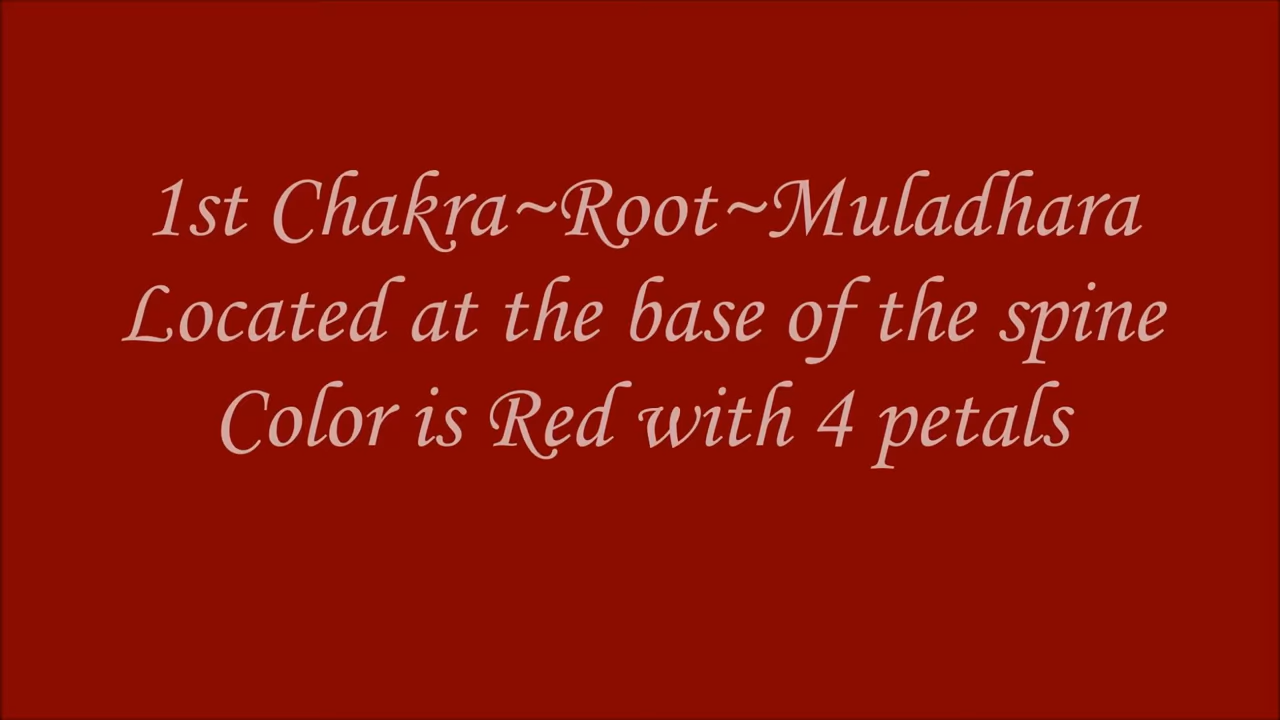 1st Chakra~Root~Muladhara
Located at the base of the spine
Color is Red with 4 petals